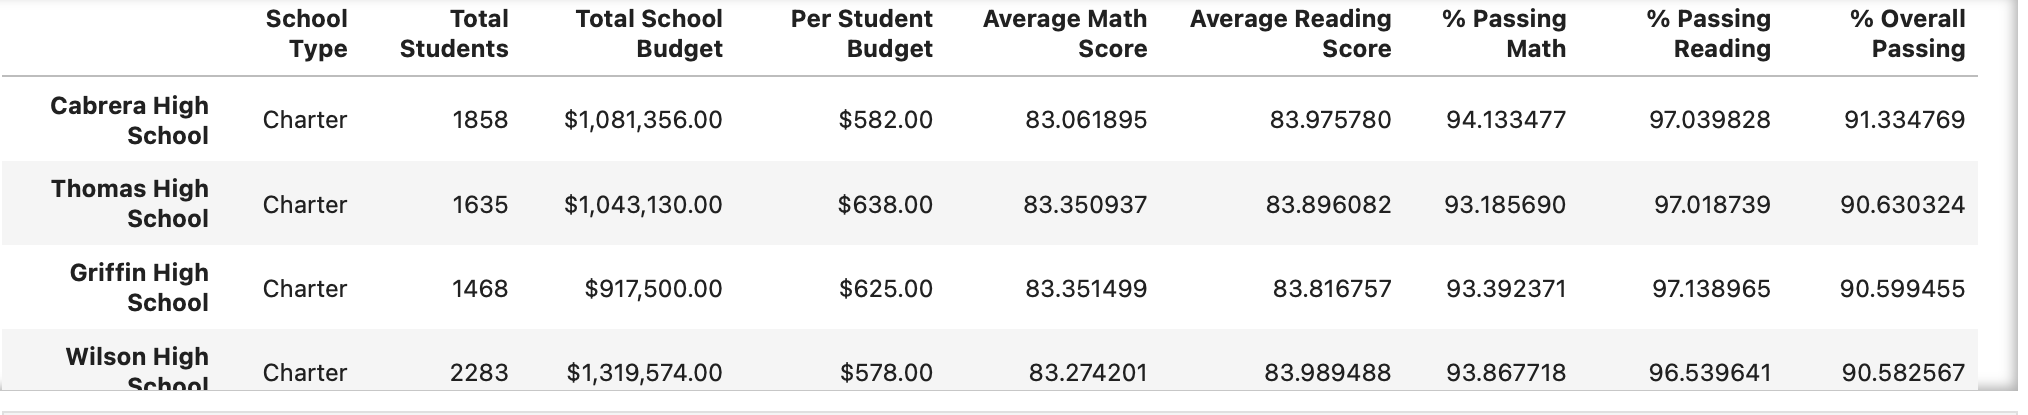 School Total Total School Per Student Average Math Average Reading % Passing % Passing % Overall
Type Students Budget Budget Score Score Math Reading Passing
Cabrera High
School Charter 1858 $1,081,356.00 $582.00 83.061895 83.975780 94.133477 97.039828 91.334769
Thomas High
School Charter 1635 $1,043,130.00 $638.00 83.350937 83.896082 93.185690 97.018739 90.630324
Griffin High
School Charter 1468 $917,500.00 $625.00 83.351499 83.816757 93.392371 97.138965 90.599455
Wilson High
School Charter 2283 $1,319,574.00 $578.00 83.274201 83.989488 93.867718 96.539641 90.582567